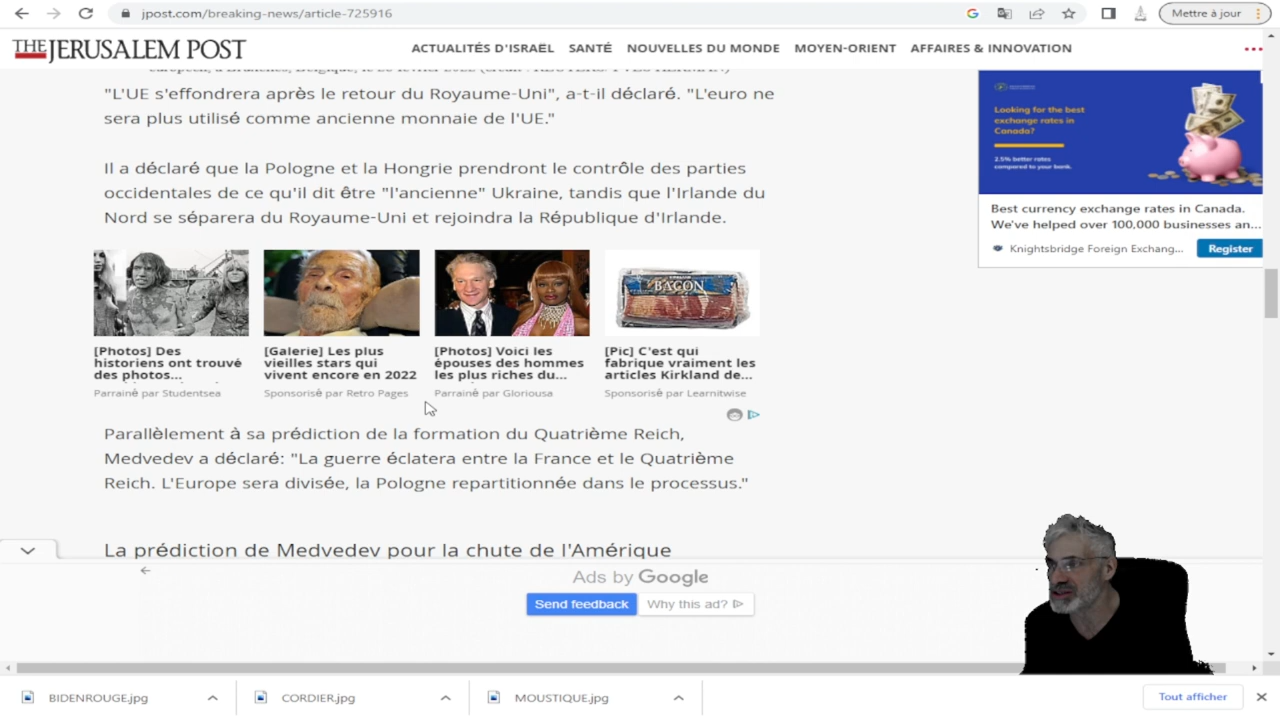 jpost.com/breaking-news/article-725916
Mettre à jour
THE JERUSALEM POST
ACTUALITÉS D'ISRAEL SANTÉ NOUVELLES DU MONDE MOYEN-ORIENT AFFAIRES & INNOVATION
"L'UE s'effondrera après le retour du Royaume-Uni", a-t-il déclaré. "L'euro ne
sera plus utilisé comme ancienne monnaie de l'UE."
Il a déclaré que la Pologne et la Hongrie prendront le contrôle des parties
occidentales de ce qu'il dit être "l'ancienne" Ukraine, tandis que l'Irlande du
Nord se séparera du Royaume-Uni et rejoindra la République d'Irlande.
Looking for the best
exchange rates in
Canada?
2.5% better rates
compared to your bank.
Best currency exchange rates in Canada.
We've helped over 100,000 businesses an...
Knightsbridge Foreign Exchang...
Register
BACON
[Photos] Des
historiens ont trouvé
des photos...
Parrainé par Studentsea
[Galerie] Les plus
vieilles stars qui
vivent encore en 2022
Sponsorisé par Retro Pages
[Photos] Voici les
épouses des hommes
les plus riches du...
Parrainé par Gloriousa
[Pic] C'est qui
fabrique vraiment les
articles Kirkland de...
Sponsorisé par Learnitwise
Parallèlement à sa prédiction de la formation du Quatrième Reich,
Medvedev a déclaré: "La guerre éclatera entre la France et le Quatrième
Reich. L'Europe sera divisée, la Pologne repartitionnée dans le processus."
La prédiction de Medvedev pour la chute de l'Amérique
Ads by Google
Send feedback
Why this ad?
BIDENROUGE.jpg
CORDIER.jpg
MOUSTIQUE.jpg
Tout afficher